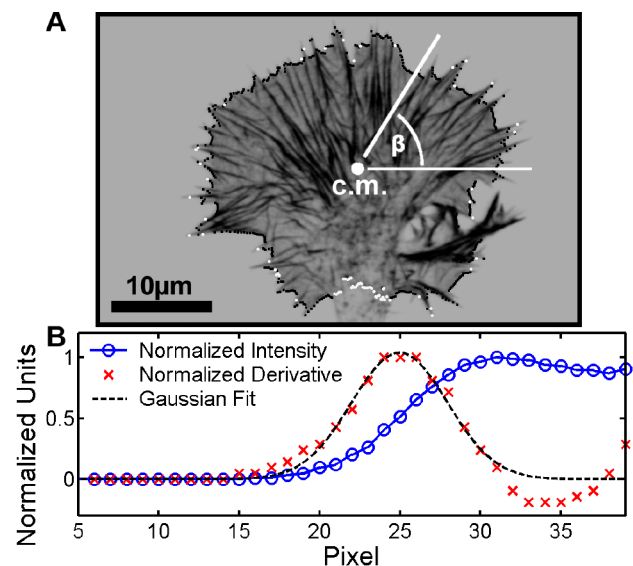 A
β
c.m.
10μm
B
Normalized Intensity
Normalized Derivative
Gaussian Fit
Normalized Units
1
0.5
0
5 10 15 20 25 30 35
Pixel